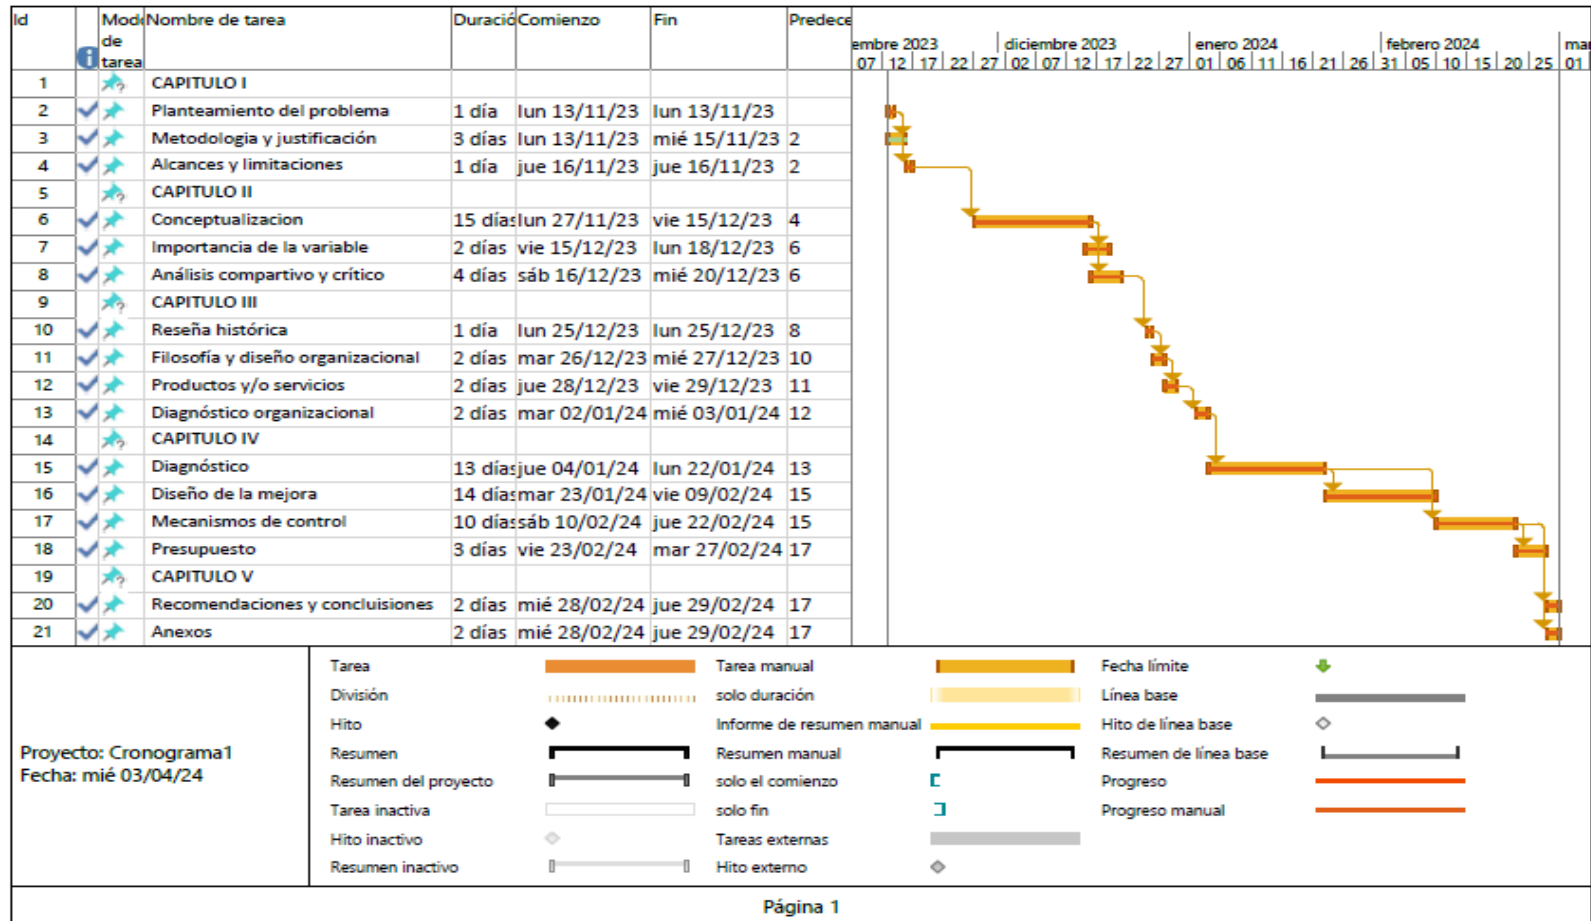 Id Modo de tarea Nombre de tarea Duració Comienzo Fin Predece
embre 2023 diciembre 2023 enero 2024 febrero 2024 mar
07 12 17 22 27 02 07 12 17 22 27 01 06 11 16 21 26 31 05 10 15 20 25 01
1 CAPITULO I
2 Planteamiento del problema 1 día lun 13/11/23 lun 13/11/23
3 Metodologia y justificación 3 días lun 13/11/23 mié 15/11/23 2
4 Alcances y limitaciones 1 día jue 16/11/23 jue 16/11/23 2
5 CAPITULO II
6 Conceptualizacion 15 días lun 27/11/23 vie 15/12/23 4
7 Importancia de la variable 2 días vie 15/12/23 lun 18/12/23 6
8 Análisis compartivo y crítico 4 días sáb 16/12/23 mié 20/12/23 6
9 CAPITULO III
10 Reseña histórica 1 día lun 25/12/23 lun 25/12/23 8
11 Filosofía y diseño organizacional 2 días mar 26/12/23 mié 27/12/23 10
12 Productos y/o servicios 2 días jue 28/12/23 vie 29/12/23 11
13 Diagnóstico organizacional 2 días mar 02/01/24 mié 03/01/24 12
14 CAPITULO IV
15 Diagnóstico 13 días jue 04/01/24 lun 22/01/24 13
16 Diseño de la mejora 14 días mar 23/01/24 vie 09/02/24 15
17 Mecanismos de control 10 días sáb 10/02/24 jue 22/02/24 15
18 Presupuesto 3 días vie 23/02/24 mar 27/02/24 17
19 CAPITULO V
20 Recomendaciones y concluisiones 2 días mié 28/02/24 jue 29/02/24 17
21 Anexos 2 días mié 28/02/24 jue 29/02/24 17
Proyecto: Cronograma1
Fecha: mié 03/04/24
Tarea Tarea manual Fecha límite
División solo duración Línea base
Hito Informe de resumen manual Hito de línea base
Resumen Resumen manual Resumen de línea base
Resumen del proyecto solo el comienzo Progreso
Tarea inactiva solo fin Progreso manual
Hito inactivo Tareas externas
Resumen inactivo Hito externo
Página 1